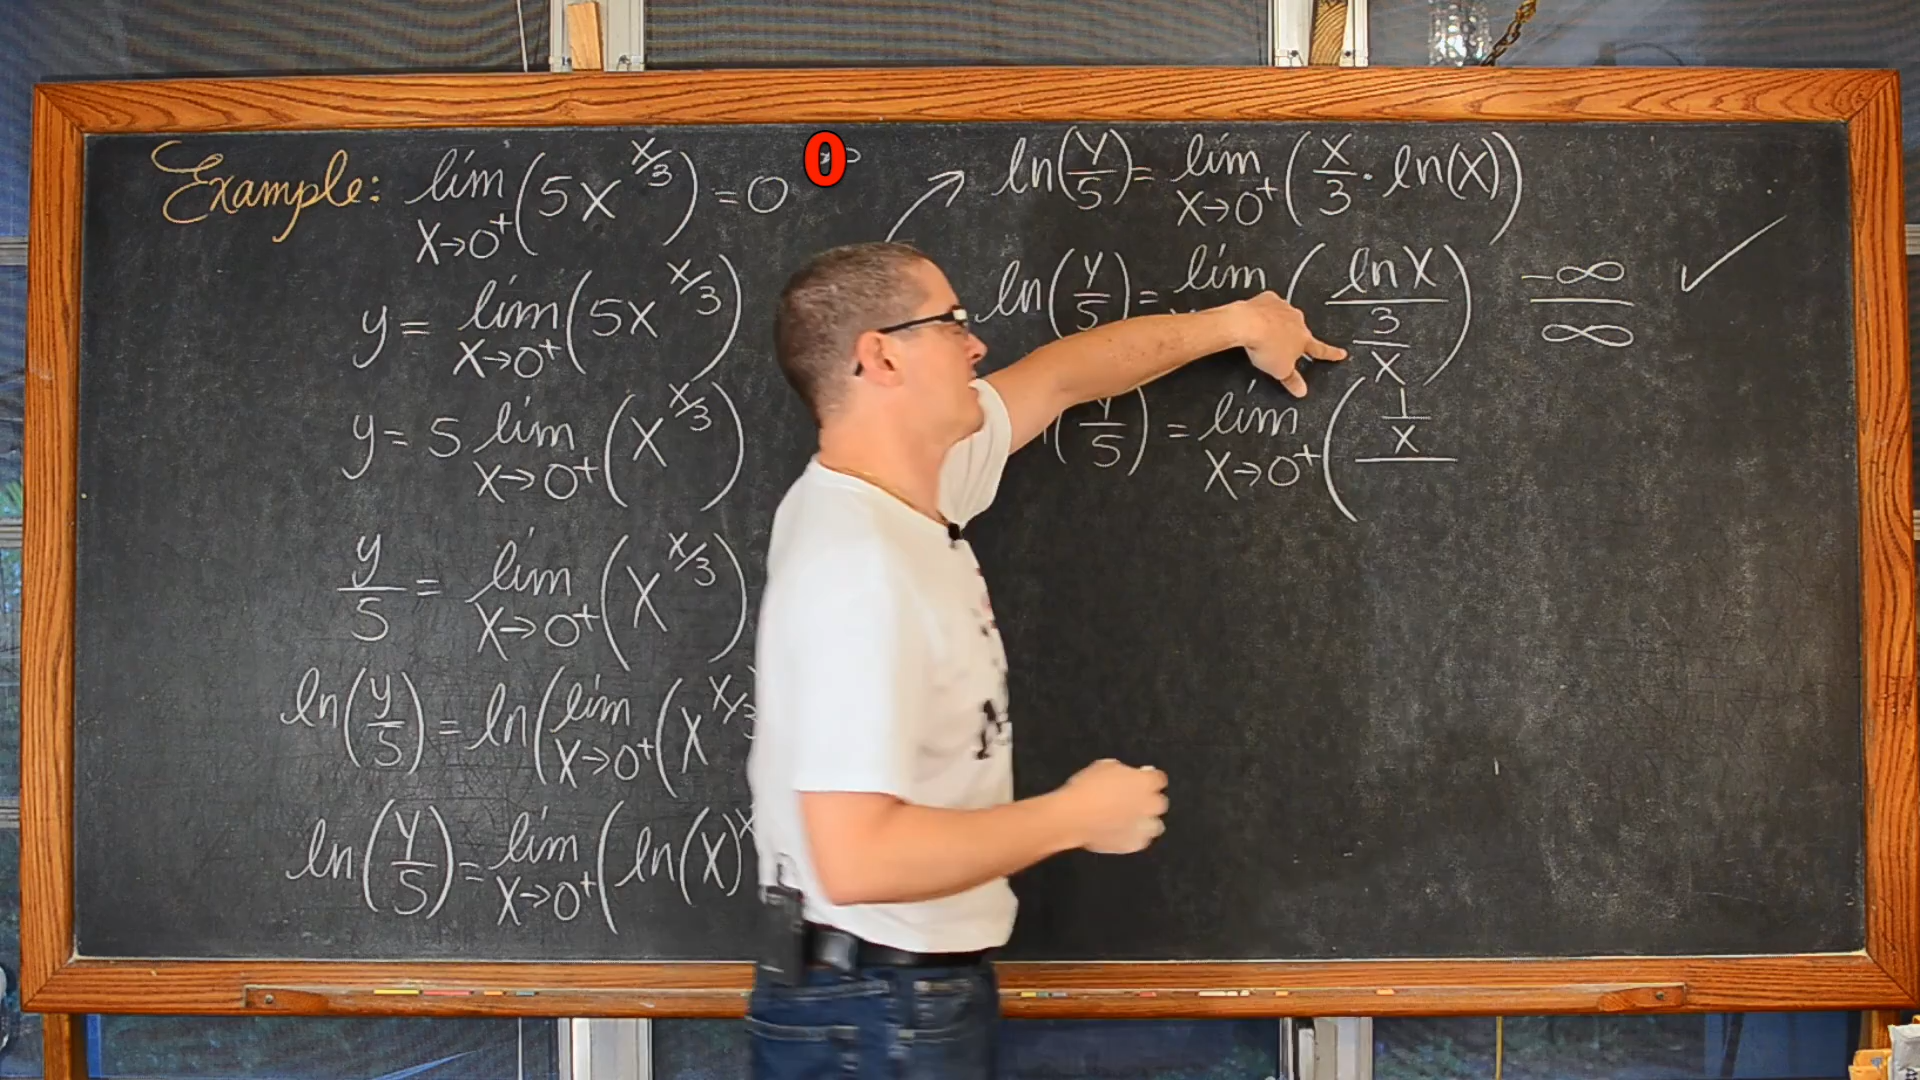 Example: lim x→0⁺ (5x^(x/3)) = 0^0
y = lim x→0⁺ (5x^(x/3))
y = 5 lim x→0⁺ (x^(x/3))
y/5 = lim x→0⁺ (x^(x/3))
ln(y/5) = ln(lim x→0⁺ (x^(x/3
ln(y/5) = lim x→0⁺ (ln(x)^x
→ ln(y/5) = lim x→0⁺ (x/3 · ln(x))
ln(y/5) = lim (ln x / (3/x)) -∞/∞ ✓
(y/5) = lim x→0⁺ ((1/x)/